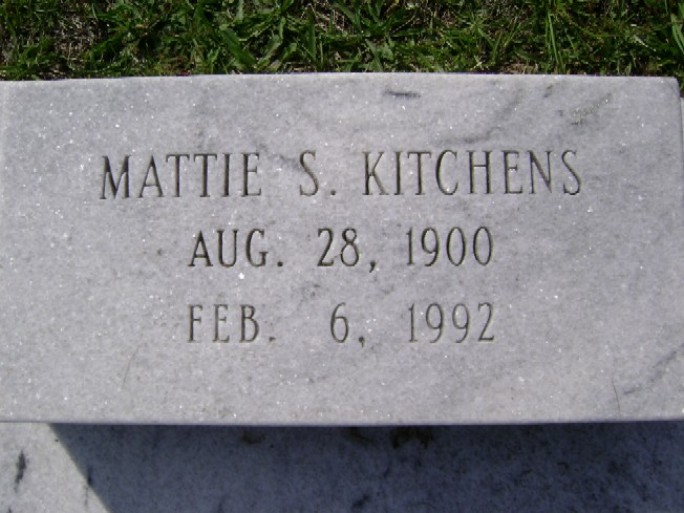 MATTIE S. KITCHENS
AUG. 28, 1900
FEB. 6, 1992